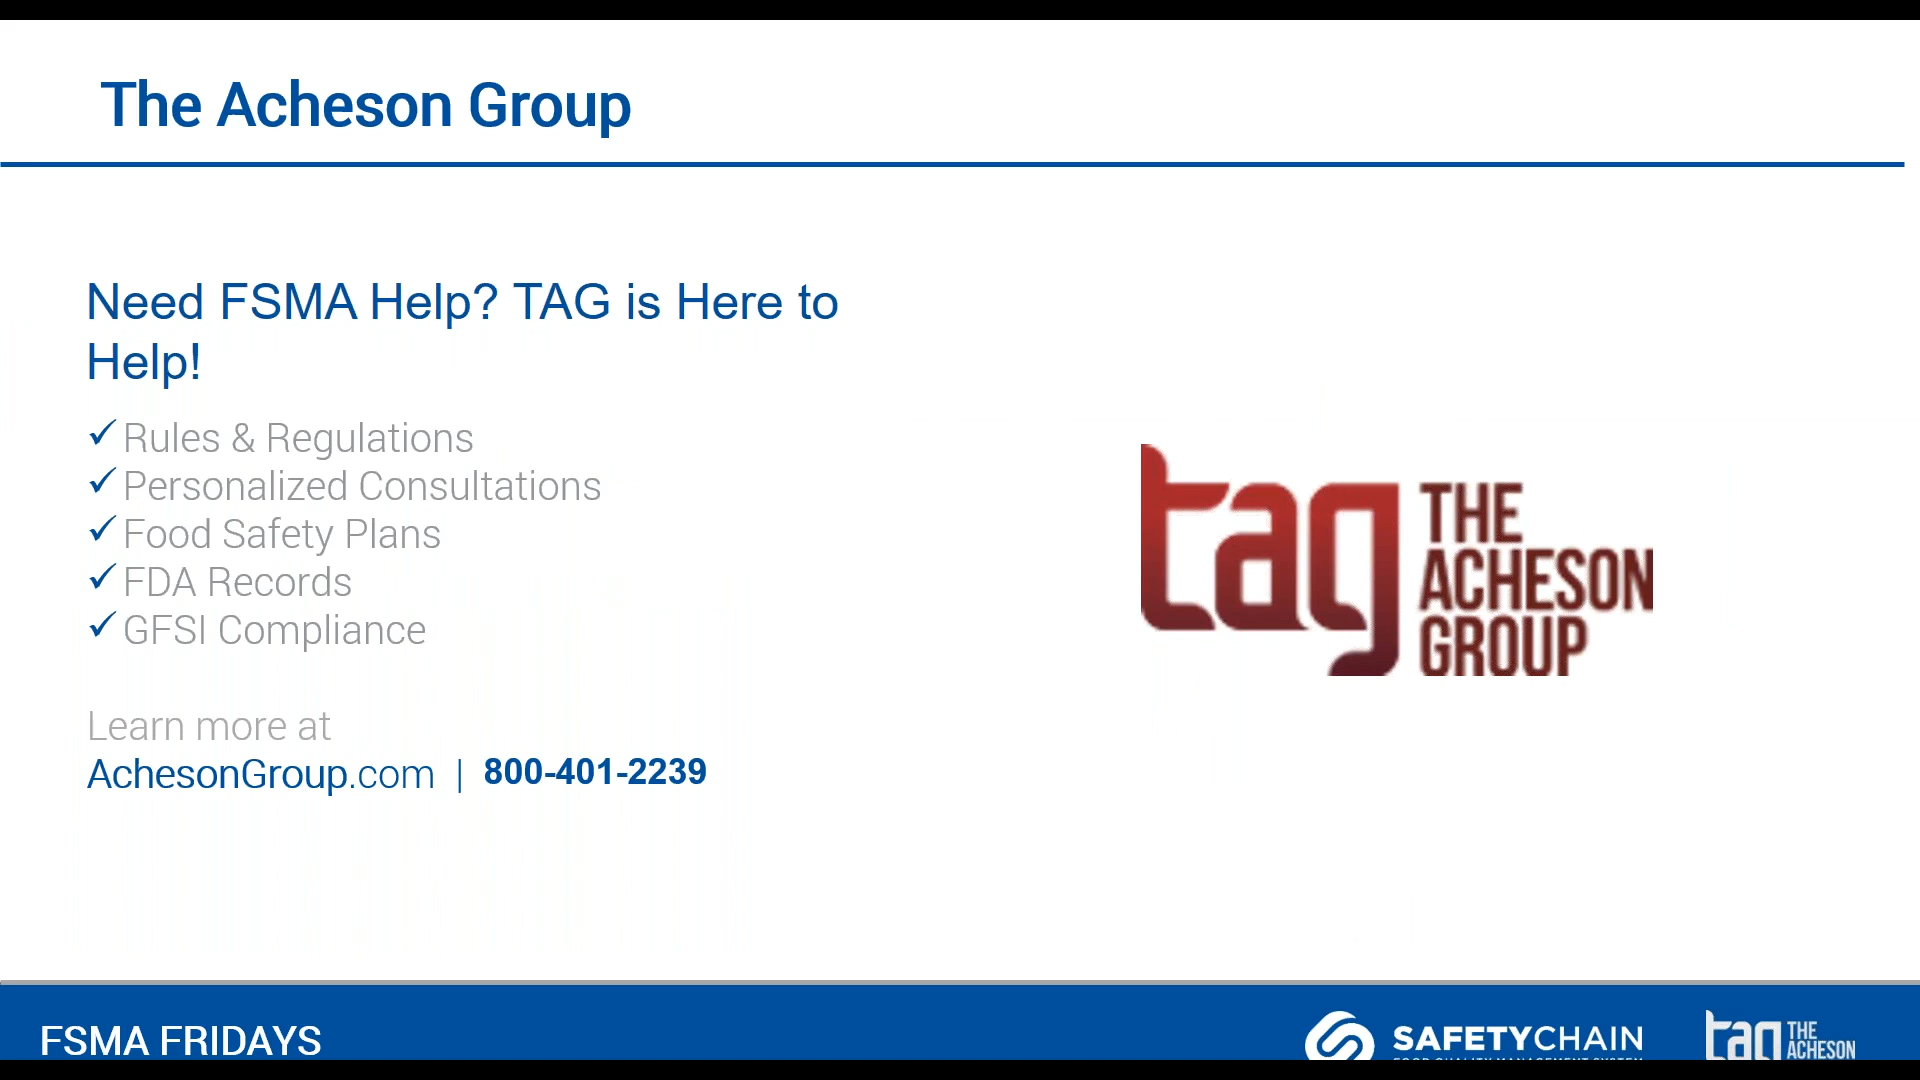 The Acheson Group
Need FSMA Help? TAG is Here to
Help!
Rules & Regulations
Personalized Consultations
Food Safety Plans
FDA Records
GFSI Compliance
Learn more at
AchesonGroup.com | 800-401-2239
tag THE
ACHESON
GROUP
FSMA FRIDAYS
SAFETYCHAIN
tag THE
ACHESON